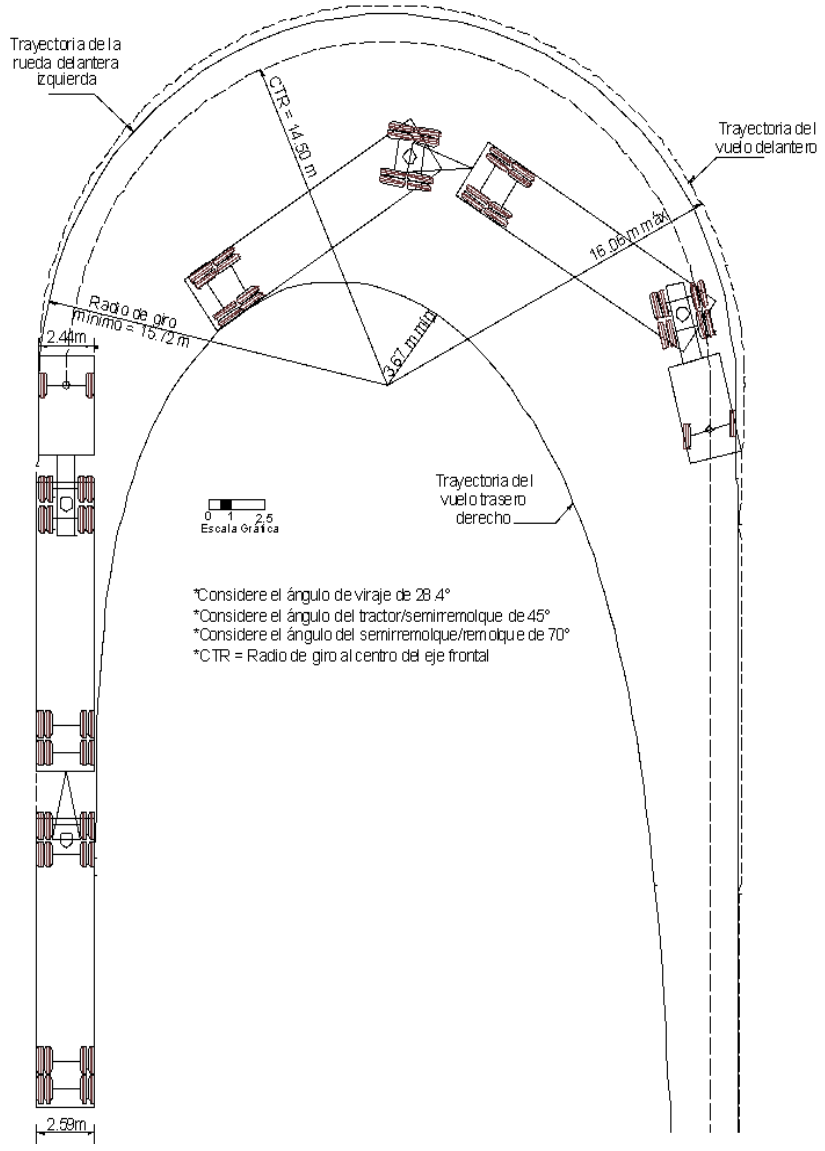 Trayectoria de la
rueda delantera
izquierda
CTR = 14.50 m
Trayectoria del
vuelo delantero
16.06 m máx
Radio de giro
mínimo = 15.72 m
3.67 m min
2.44m
Trayectoria del
vuelo trasero
derecho
0 1 2.5
Escala Gráfica
*Considere el ángulo de viraje de 28.4°
*Considere el ángulo del tractor/semirremolque de 45°
*Considere el ángulo del semirremolque/remolque de 70°
*CTR = Radio de giro al centro del eje frontal
2.59m